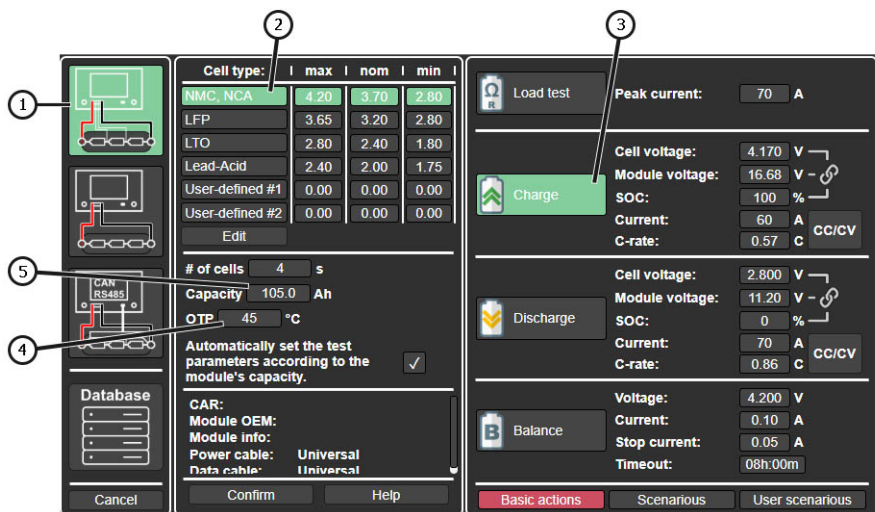 1
2
3
4
5
CAN
RS485
Database
Cancel
Cell type: | max | nom | min |
NMC, NCA 4.20 3.70 2.80
LFP 3.65 3.20 2.80
LTO 2.80 2.40 1.80
Lead-Acid 2.40 2.00 1.75
User-defined #1 0.00 0.00 0.00
User-defined #2 0.00 0.00 0.00
Edit
# of cells 4 s
Capacity 105.0 Ah
OTP 45 °C
Automatically set the test
parameters according to the
module's capacity. ✓
CAR:
Module OEM:
Module info:
Power cable: Universal
Data cable: Universal
Confirm Help
Ω
R
Load test Peak current: 70 A
Charge
Cell voltage: 4.170 V
Module voltage: 16.68 V
SOC: 100 %
Current: 60 A
C-rate: 0.57 C
CC/CV
Discharge
Cell voltage: 2.800 V
Module voltage: 11.20 V
SOC: 0 %
Current: 70 A
C-rate: 0.86 C
CC/CV
B
Balance
Voltage: 4.200 V
Current: 0.10 A
Stop current: 0.05 A
Timeout: 08h:00m
Basic actions Scenarious User scenarious